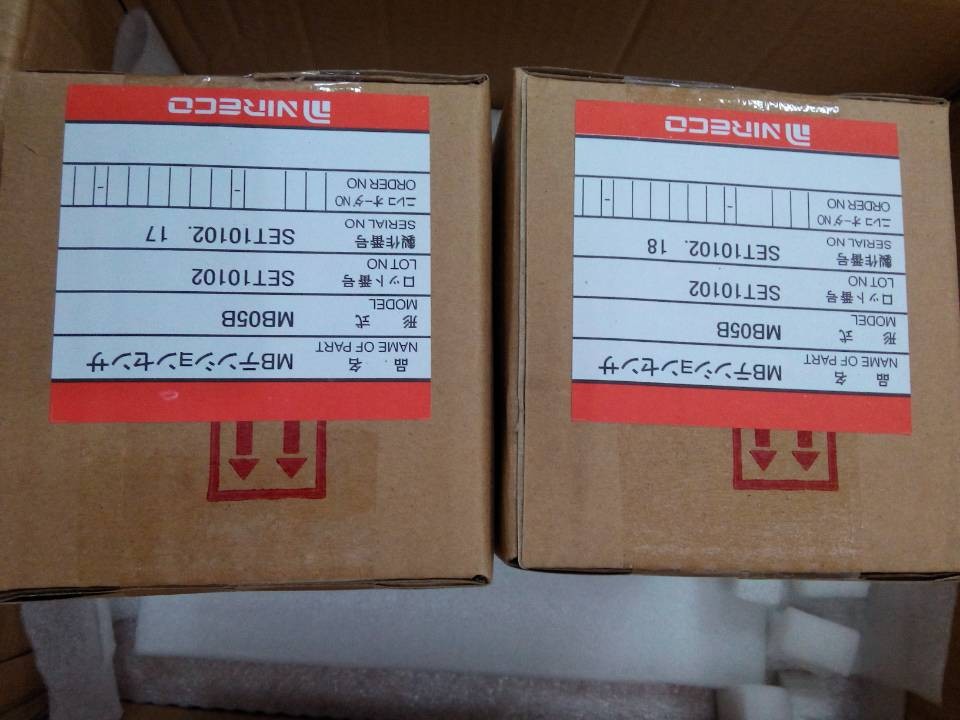 NIRECO
品 名 MBテンションセンサ
NAME OF PART
形 式 MB05B
MODEL
ロット番号 SET10102
LOT NO
製作番号 SET10102. 18
SERIAL NO
ニレコオーダNO
ORDER NO
NIRECO
品 名 MBテンションセンサ
NAME OF PART
形 式 MB05B
MODEL
ロット番号 SET10102
LOT NO
製作番号 SET10102. 17
SERIAL NO
ニレコオーダNO
ORDER NO